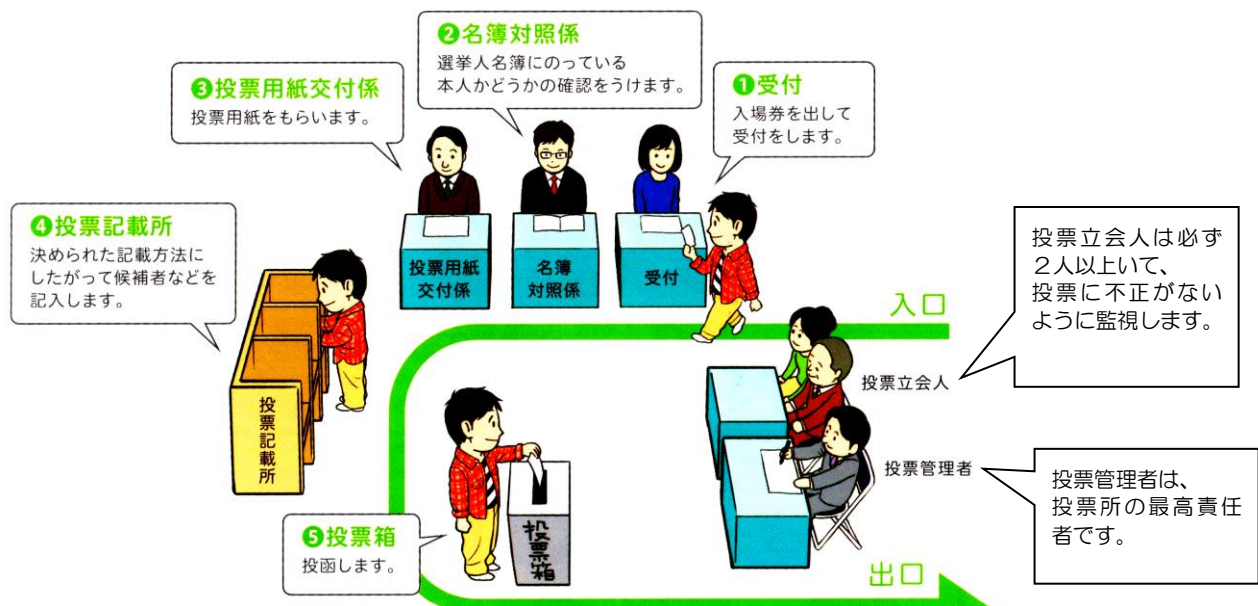 ❶受付
入場券を出して
受付をします。
❷名簿対照係
選挙人名簿にのっている
本人かどうかの確認をうけます。
❸投票用紙交付係
投票用紙をもらいます。
❹投票記載所
決められた記載方法に
したがって候補者などを
記入します。
❺投票箱
投函します。
投票用紙
交付係
名簿
対照係
受付
入口
投票記載所
投票箱
出口
投票立会人
投票立会人は必ず
２人以上いて、
投票に不正がない
ように監視します。
投票管理者
投票管理者は、
投票所の最高責任
者です。